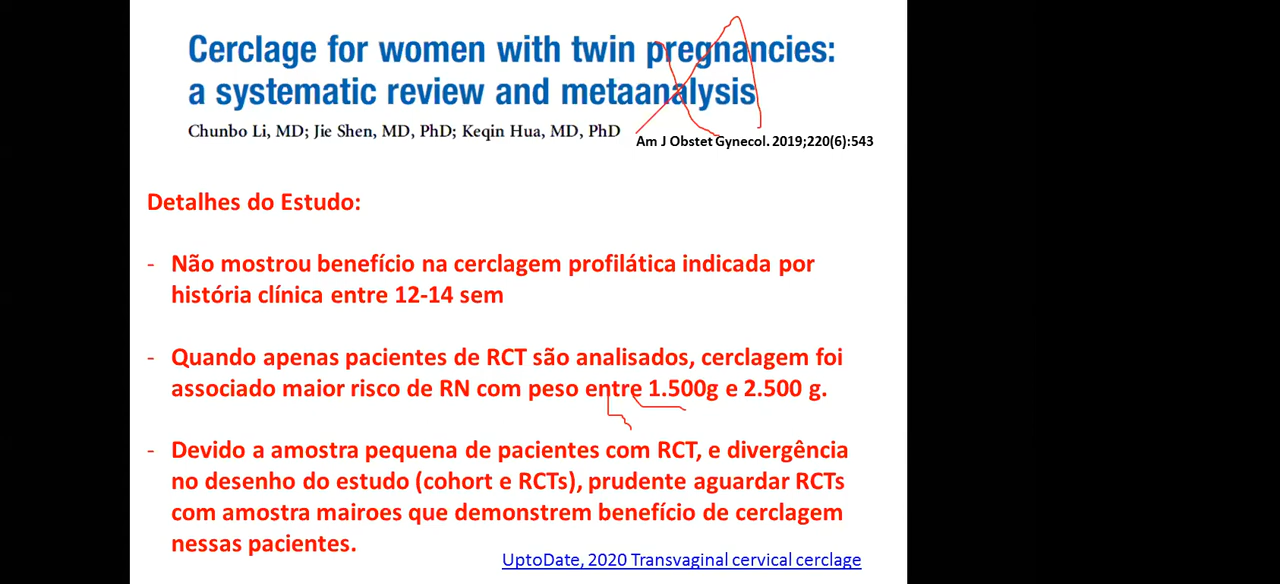 Cerclage for women with twin pregnancies:
a systematic review and metaanalysis
Chunbo Li, MD; Jie Shen, MD, PhD; Keqin Hua, MD, PhD
Am J Obstet Gynecol. 2019;220(6):543
Detalhes do Estudo:
- Não mostrou benefício na cerclagem profilática indicada por
história clínica entre 12-14 sem
- Quando apenas pacientes de RCT são analisados, cerclagem foi
associado maior risco de RN com peso entre 1.500g e 2.500 g.
- Devido a amostra pequena de pacientes com RCT, e divergência
no desenho do estudo (cohort e RCTs), prudente aguardar RCTs
com amostra mairoes que demonstrem benefício de cerclagem
nessas pacientes.
UptoDate, 2020 Transvaginal cervical cerclage